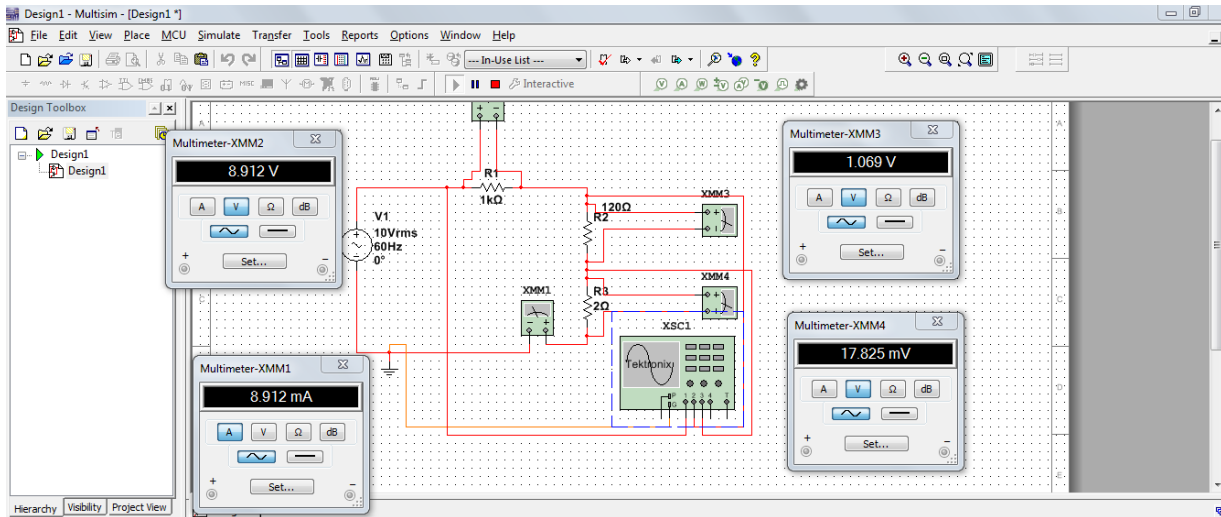 Design1 - Multisim - [Design1 *]
File Edit View Place MCU Simulate Transfer Tools Reports Options Window Help
--- In-Use List ---
Interactive
Design Toolbox
Design1
Design1
Hierarchy Visibility Project View
Multimeter-XMM2
8.912 V
A V Ω dB
Set...
+ -
Multimeter-XMM1
8.912 mA
A V Ω dB
Set...
+ -
Multimeter-XMM3
1.069 V
A V Ω dB
Set...
+ -
Multimeter-XMM4
17.825 mV
A V Ω dB
Set...
+ -
R1
1kΩ
V1
10Vrms
60Hz
0°
120Ω
R2
XMM3
XMM4
R3
2Ω
XMM1
XSC1
Tektronix
P
G
1 2 3 4 T